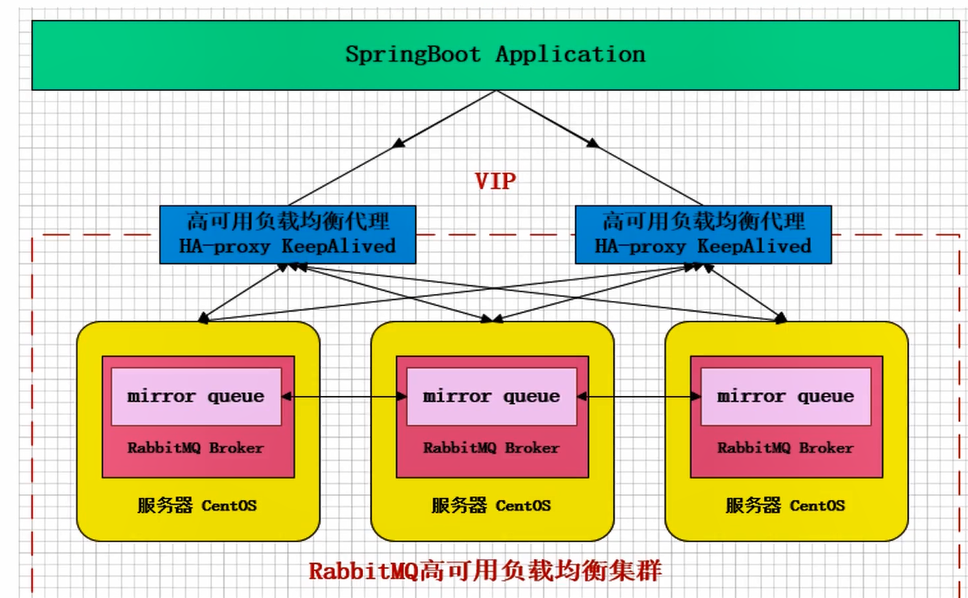 SpringBoot Application
VIP
高可用负载均衡代理
HA-proxy KeepAlived
高可用负载均衡代理
HA-proxy KeepAlived
mirror queue
RabbitMQ Broker
服务器 CentOS
mirror queue
RabbitMQ Broker
服务器 CentOS
mirror queue
RabbitMQ Broker
服务器 CentOS
RabbitMQ高可用负载均衡集群